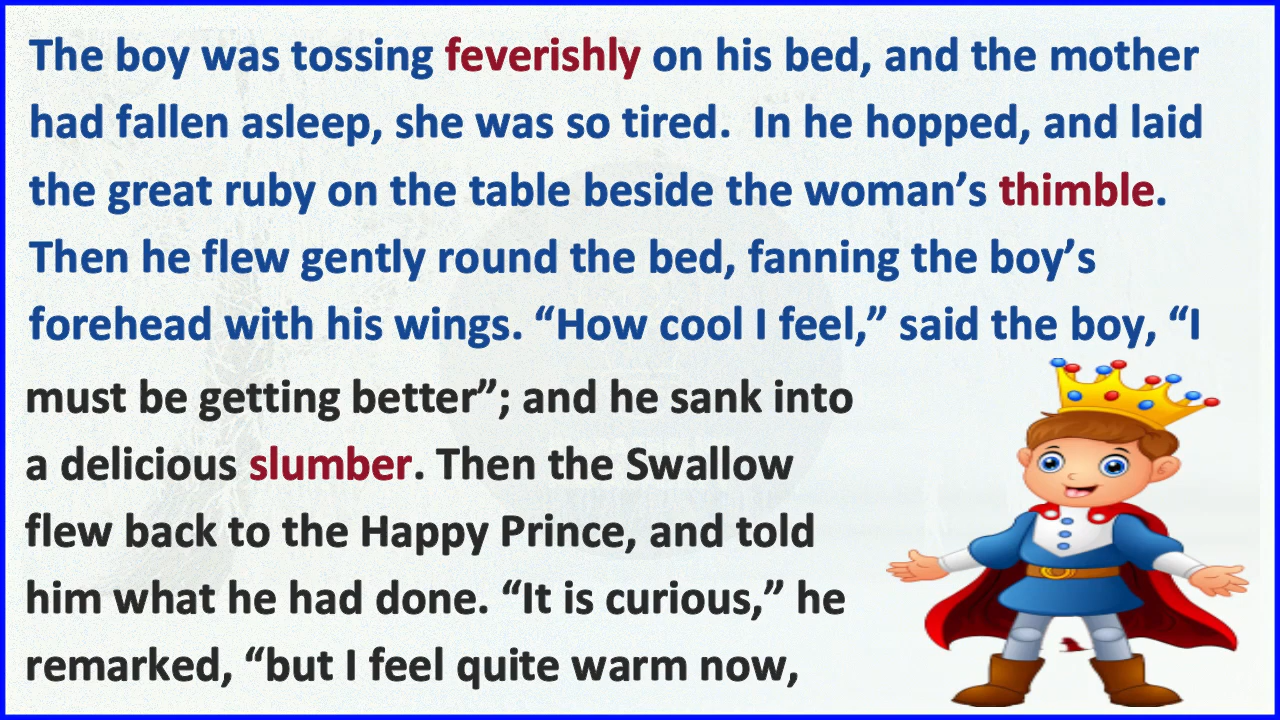 The boy was tossing feverishly on his bed, and the mother
had fallen asleep, she was so tired.  In he hopped, and laid
the great ruby on the table beside the woman’s thimble.
Then he flew gently round the bed, fanning the boy’s
forehead with his wings. “How cool I feel,” said the boy, “I
must be getting better”; and he sank into
a delicious slumber. Then the Swallow
flew back to the Happy Prince, and told
him what he had done. “It is curious,” he
remarked, “but I feel quite warm now,